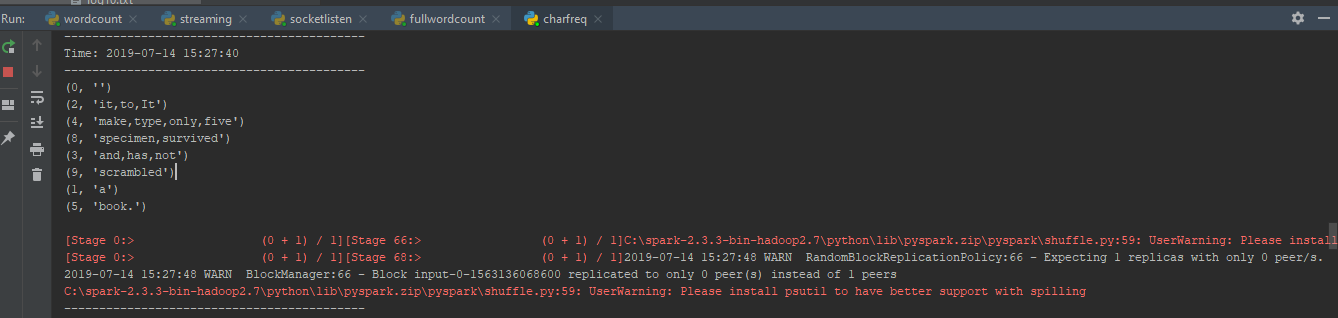 log10.txt
Run: wordcount streaming socketlisten fullwordcount charfreq
-------------------------------------------
Time: 2019-07-14 15:27:40
-------------------------------------------
(0, '')
(2, 'it,to,It')
(4, 'make,type,only,five')
(8, 'specimen,survived')
(3, 'and,has,not')
(9, 'scrambled')
(1, 'a')
(5, 'book.')
[Stage 0:> (0 + 1) / 1][Stage 66:> (0 + 1) / 1]C:\spark-2.3.3-bin-hadoop2.7\python\lib\pyspark.zip\pyspark\shuffle.py:59: UserWarning: Please install
[Stage 0:> (0 + 1) / 1][Stage 68:> (0 + 1) / 1]2019-07-14 15:27:48 WARN RandomBlockReplicationPolicy:66 - Expecting 1 replicas with only 0 peer/s.
2019-07-14 15:27:48 WARN BlockManager:66 - Block input-0-1563136068600 replicated to only 0 peer(s) instead of 1 peers
C:\spark-2.3.3-bin-hadoop2.7\python\lib\pyspark.zip\pyspark\shuffle.py:59: UserWarning: Please install psutil to have better support with spilling
-------------------------------------------